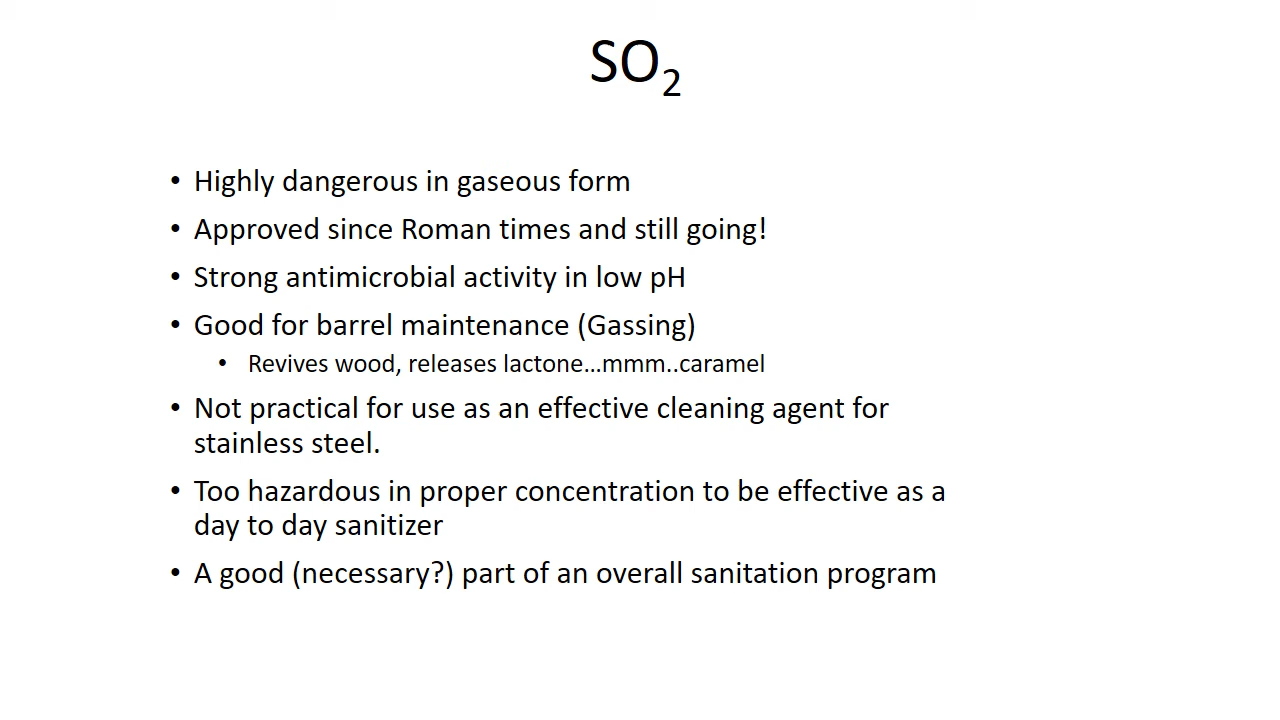 SO₂
• Highly dangerous in gaseous form
• Approved since Roman times and still going!
• Strong antimicrobial activity in low pH
• Good for barrel maintenance (Gassing)
• Revives wood, releases lactone...mmm..caramel
• Not practical for use as an effective cleaning agent for
stainless steel.
• Too hazardous in proper concentration to be effective as a
day to day sanitizer
• A good (necessary?) part of an overall sanitation program